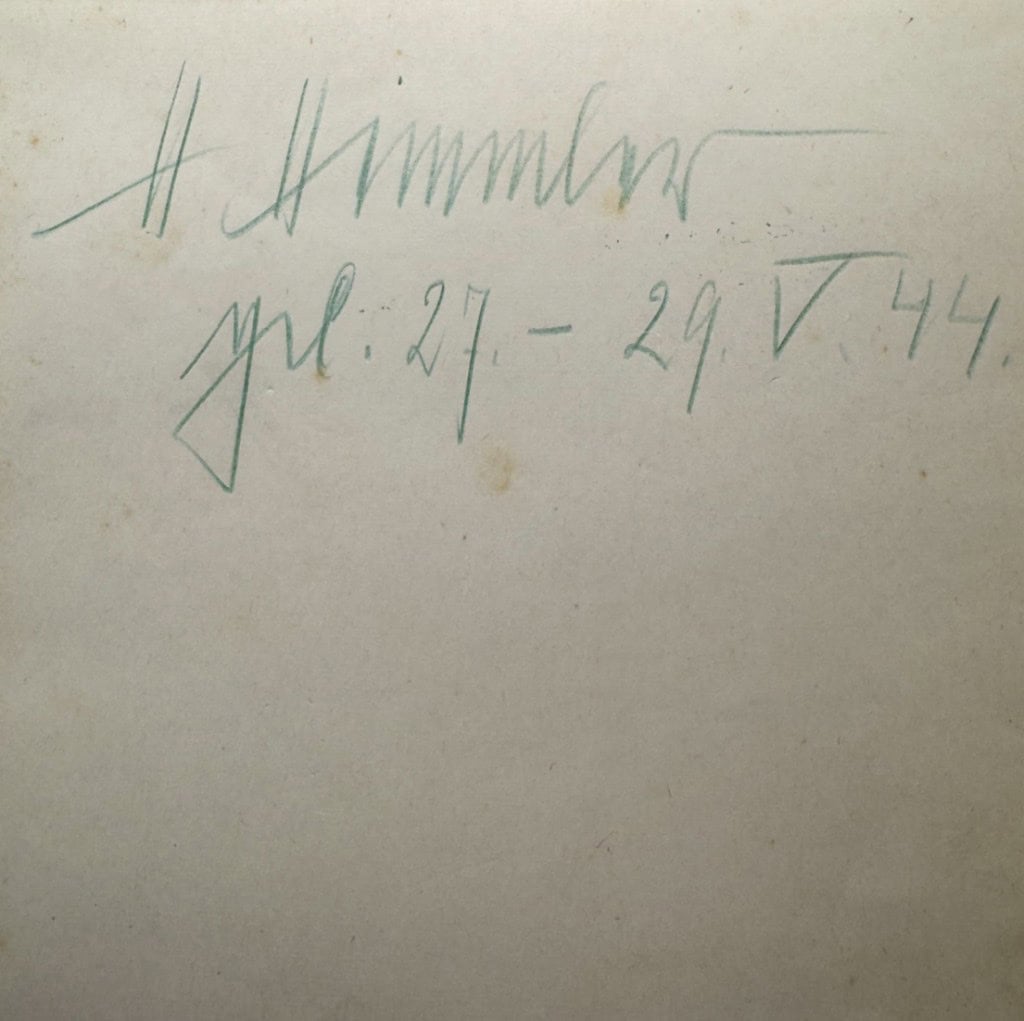 H Himmler
gel. 27. – 29. V. 44.